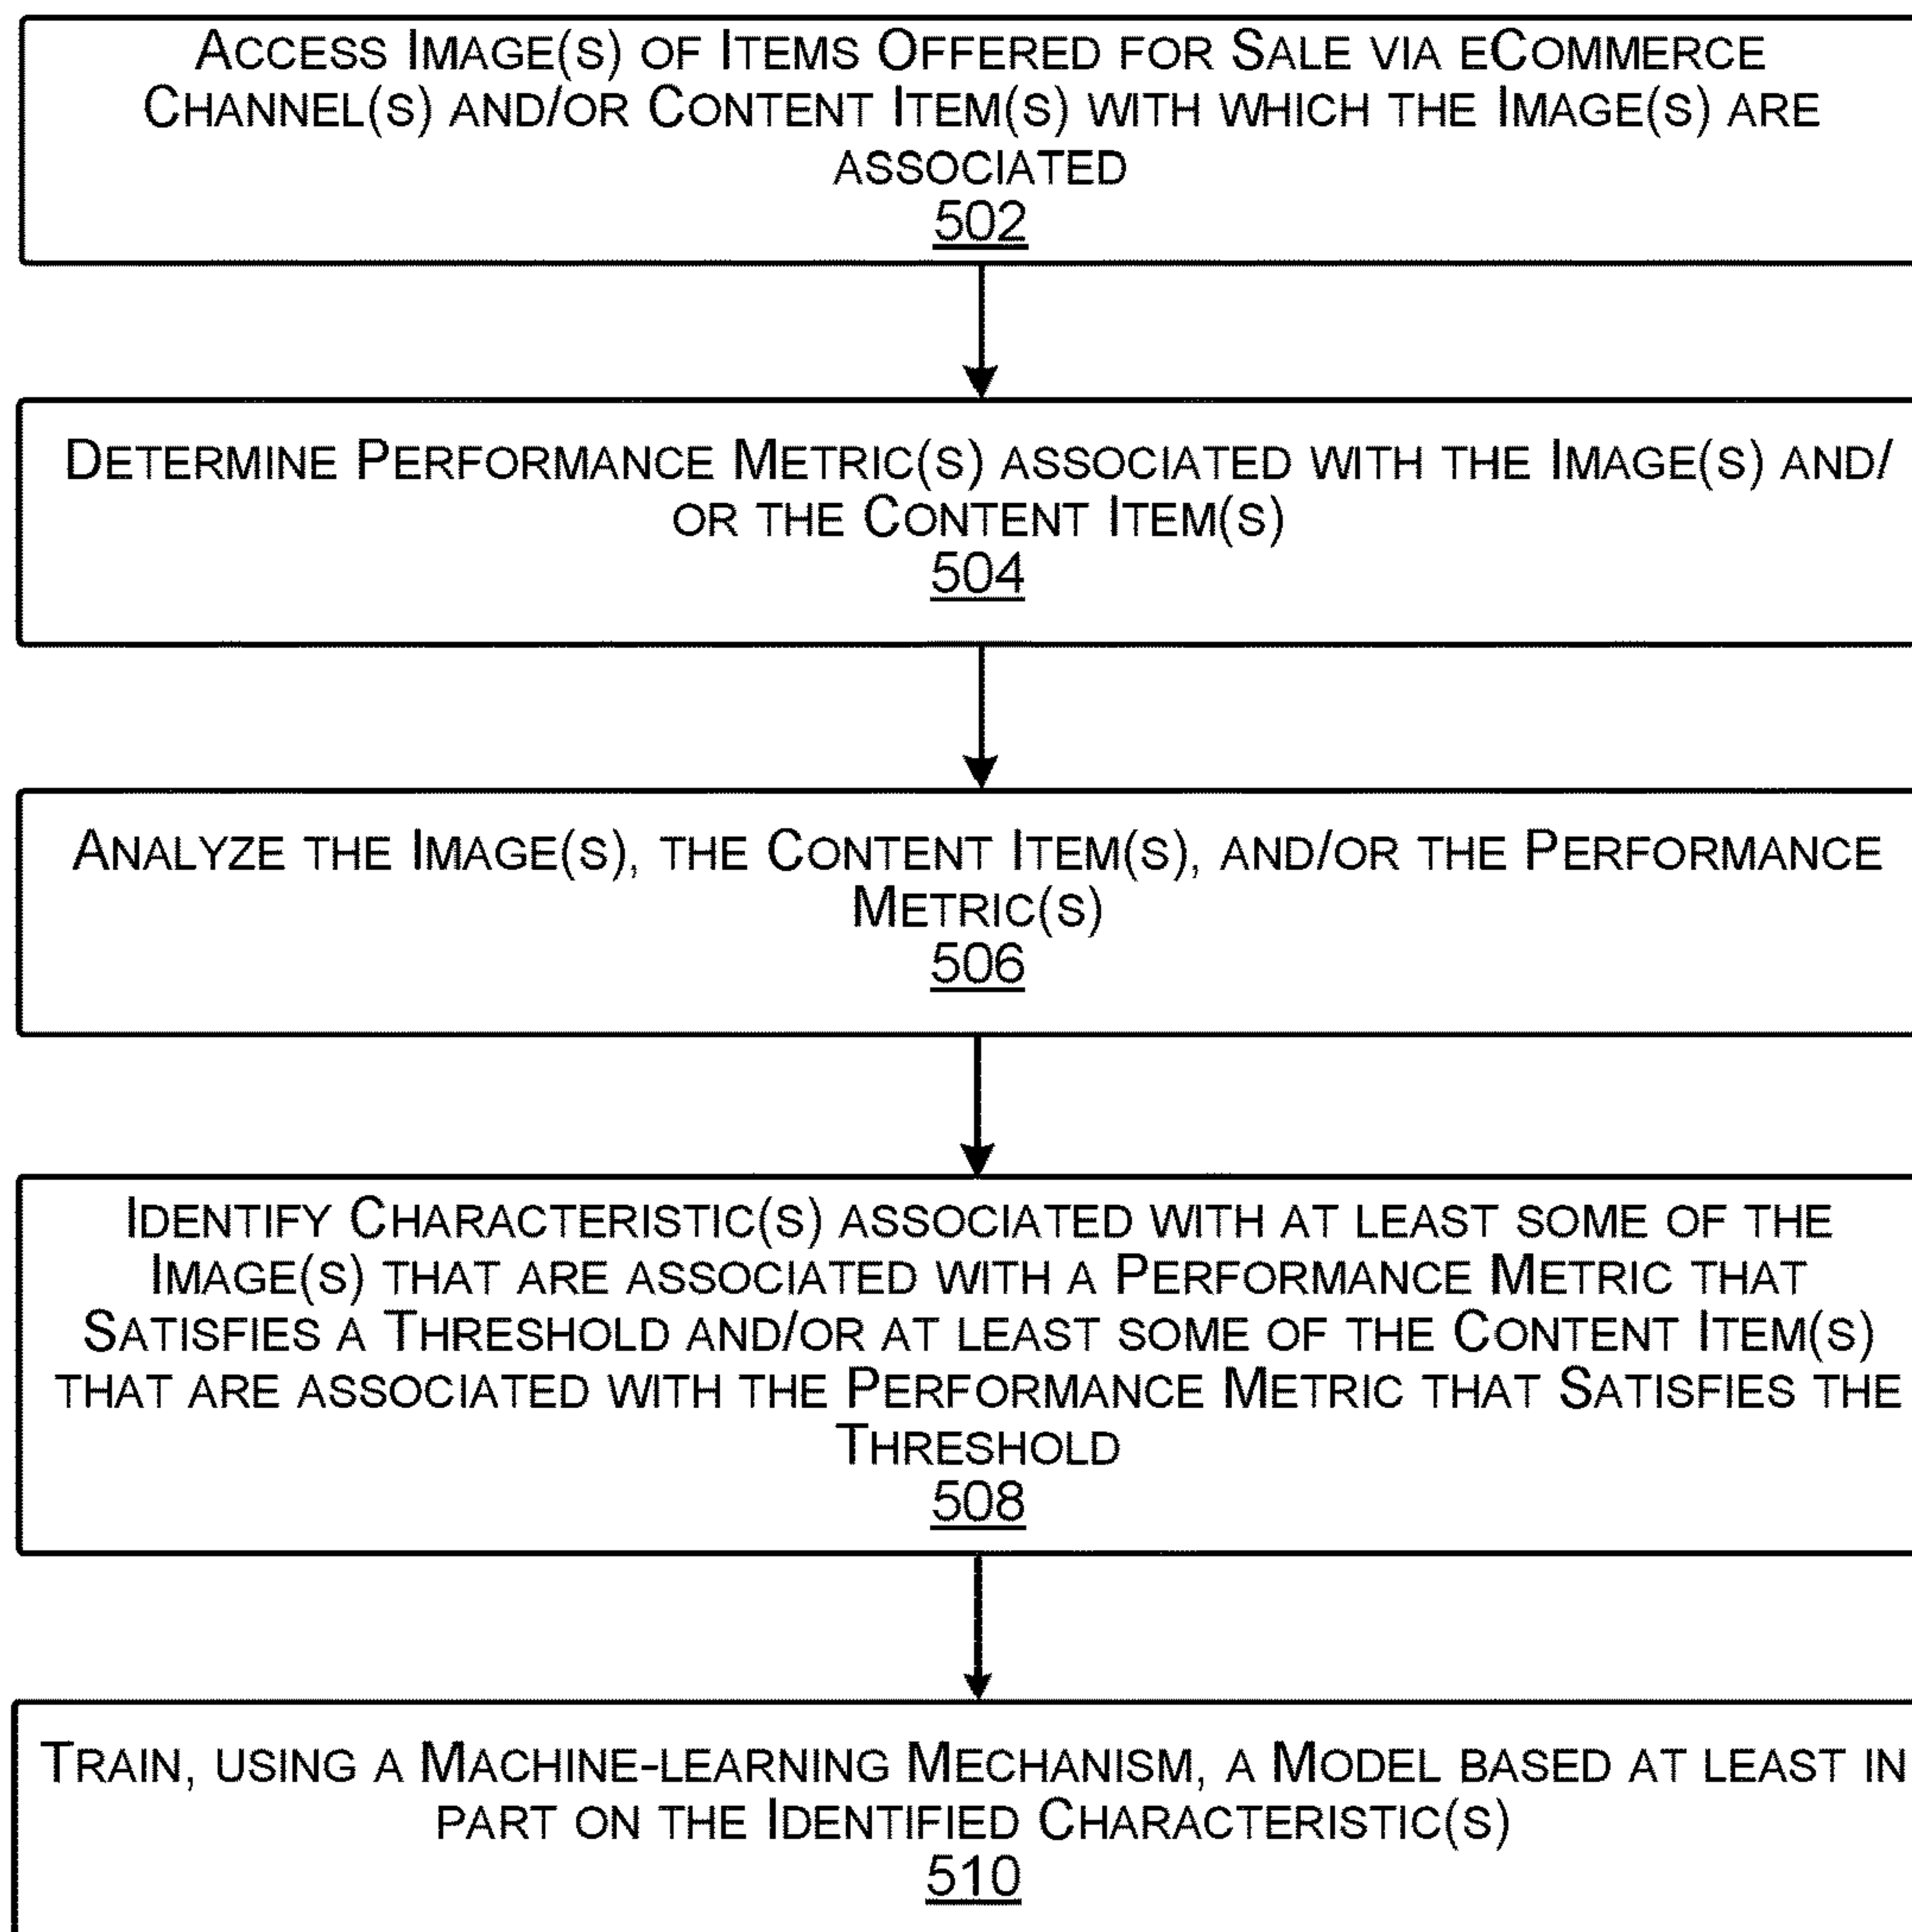 ACCESS IMAGE(S) OF ITEMS OFFERED FOR SALE VIA ECOMMERCE
CHANNEL(S) AND/OR CONTENT ITEM(S) WITH WHICH THE IMAGE(S) ARE
ASSOCIATED
502
DETERMINE PERFORMANCE METRIC(S) ASSOCIATED WITH THE IMAGE(S) AND/
OR THE CONTENT ITEM(S)
504
ANALYZE THE IMAGE(S), THE CONTENT ITEM(S), AND/OR THE PERFORMANCE
METRIC(S)
506
IDENTIFY CHARACTERISTIC(S) ASSOCIATED WITH AT LEAST SOME OF THE
IMAGE(S) THAT ARE ASSOCIATED WITH A PERFORMANCE METRIC THAT
SATISFIES A THRESHOLD AND/OR AT LEAST SOME OF THE CONTENT ITEM(S)
THAT ARE ASSOCIATED WITH THE PERFORMANCE METRIC THAT SATISFIES THE
THRESHOLD
508
TRAIN, USING A MACHINE-LEARNING MECHANISM, A MODEL BASED AT LEAST IN
PART ON THE IDENTIFIED CHARACTERISTIC(S)
510